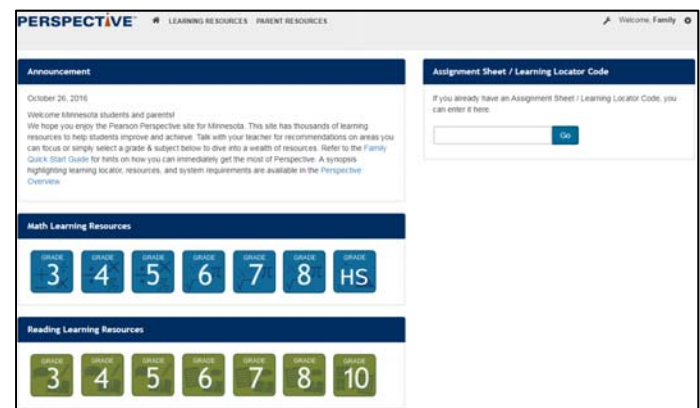 PERSPECTIVE™ LEARNING RESOURCES PARENT RESOURCES Welcome, Family
Announcement
October 26, 2016
Welcome Minnesota students and parents!
We hope you enjoy the Pearson Perspective site for Minnesota. This site has thousands of learning
resources to help students improve and achieve. Talk with your teacher for recommendations on areas you
can focus or simply select a grade & subject below to dive into a wealth of resources. Refer to the Family
Quick Start Guide for hints on how you can immediately get the most of Perspective. A synopsis
highlighting learning locator, resources, and system requirements are available in the Perspective
Overview.
Assignment Sheet / Learning Locator Code
If you already have an Assignment Sheet / Learning Locator Code, you
can enter it here.
Go
Math Learning Resources
GRADE GRADE GRADE GRADE GRADE GRADE GRADE
3 4 5 6 7 8 HS
Reading Learning Resources
GRADE GRADE GRADE GRADE GRADE GRADE GRADE
3 4 5 6 7 8 10